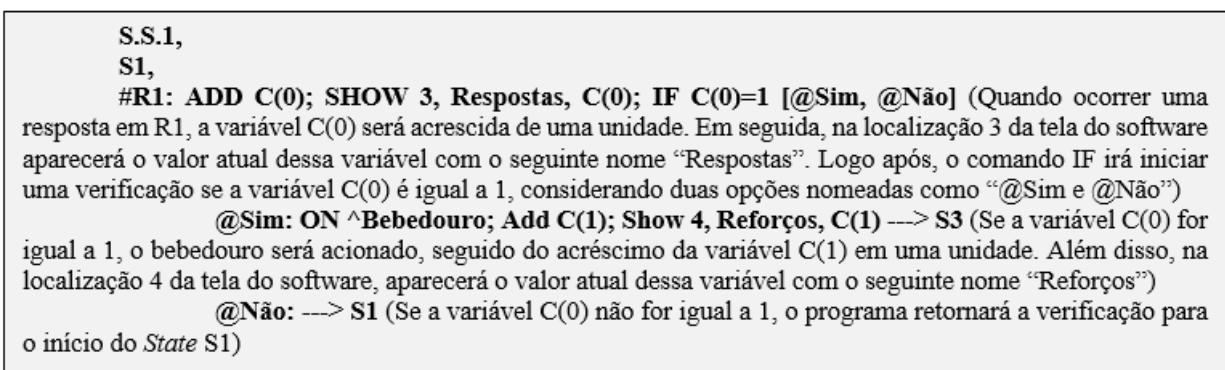 S.S.1,
S1,
#R1: ADD C(0); SHOW 3, Respostas, C(0); IF C(0)=1 [@Sim, @Não] (Quando ocorrer uma
resposta em R1, a variável C(0) será acrescida de uma unidade. Em seguida, na localização 3 da tela do software
aparecerá o valor atual dessa variável com o seguinte nome “Respostas”. Logo após, o comando IF irá iniciar
uma verificação se a variável C(0) é igual a 1, considerando duas opções nomeadas como “@Sim e @Não”)
@Sim: ON ^Bebedouro; Add C(1); Show 4, Reforços, C(1) ---> S3 (Se a variável C(0) for
igual a 1, o bebedouro será acionado, seguido do acréscimo da variável C(1) em uma unidade. Além disso, na
localização 4 da tela do software, aparecerá o valor atual dessa variável com o seguinte nome “Reforços”)
@Não: ---> S1 (Se a variável C(0) não for igual a 1, o programa retornará a verificação para
o início do State S1)